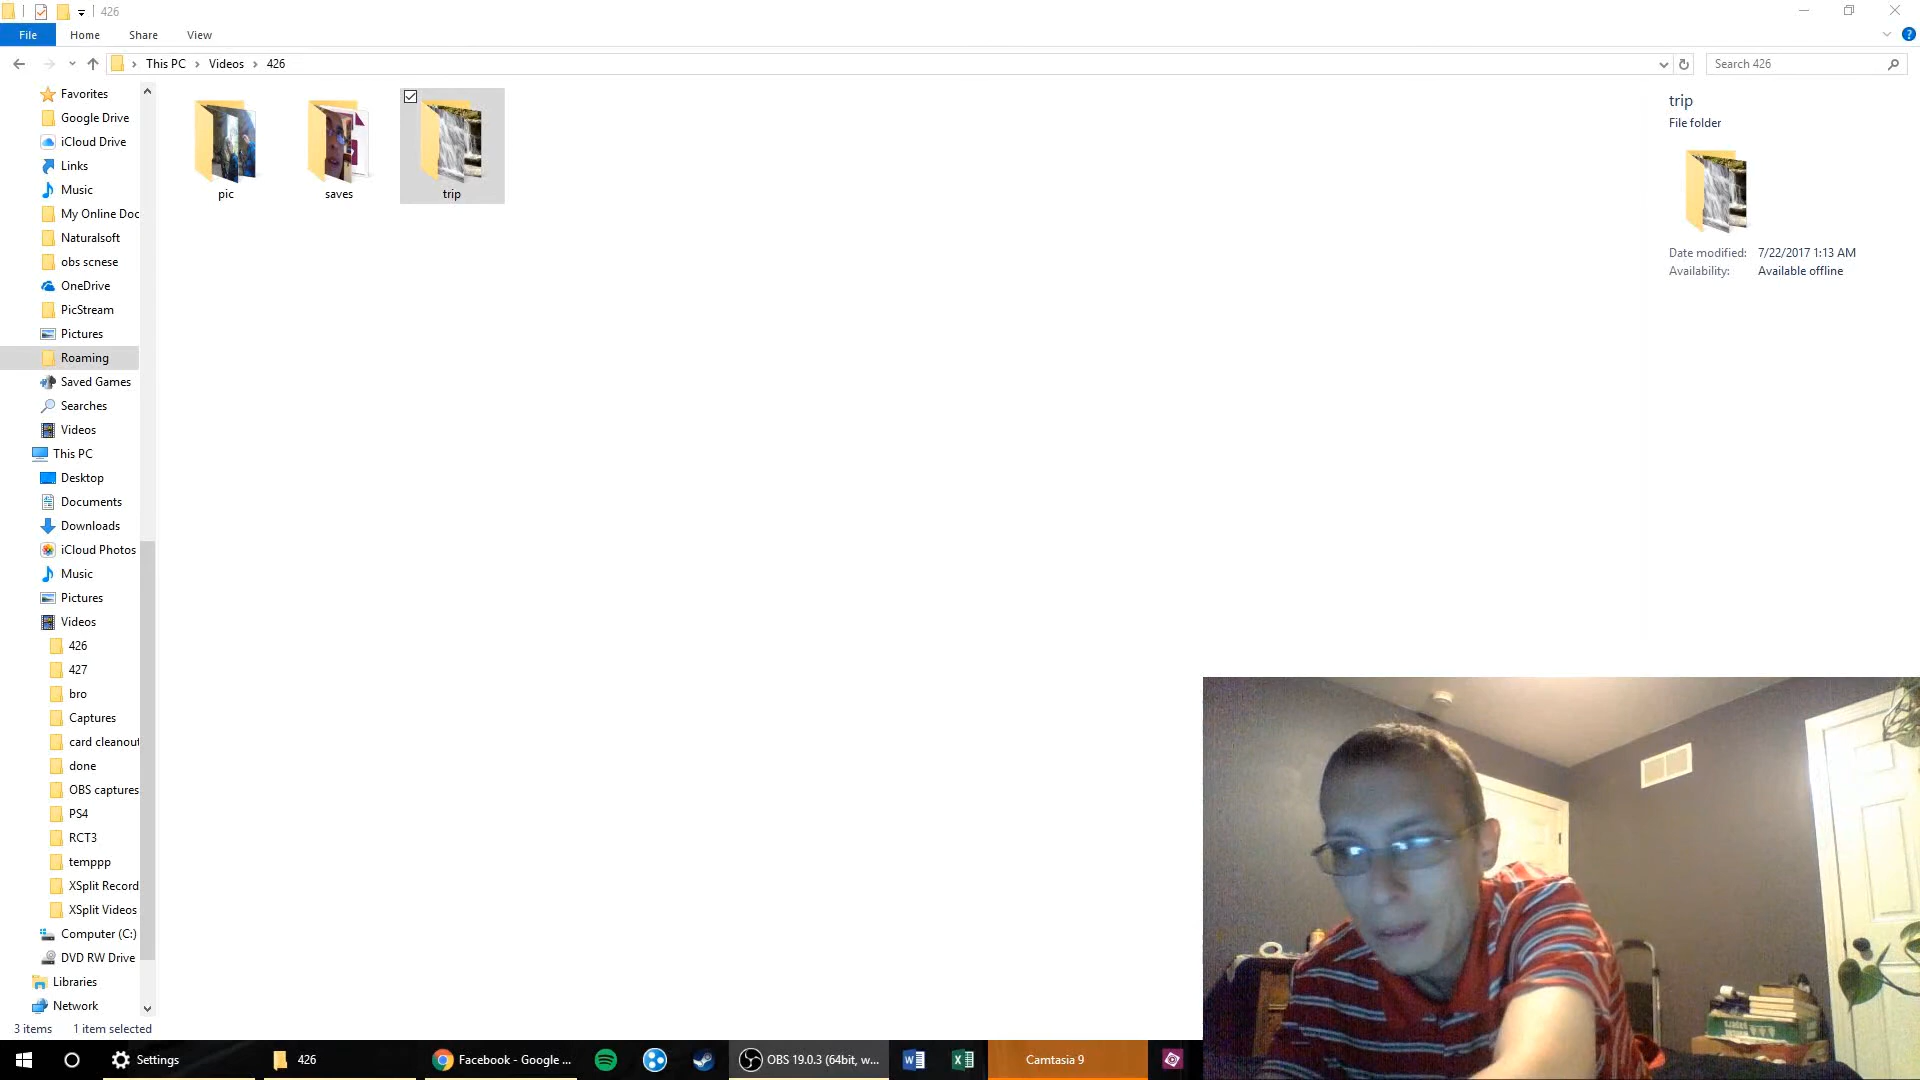 426
File
Home
Share
View
This PC
Videos
426
Search 426
Favorites
Google Drive
iCloud Drive
Links
Music
My Online Doc
Naturalsoft
obs scnese
OneDrive
PicStream
Pictures
Roaming
Saved Games
Searches
Videos
This PC
Desktop
Documents
Downloads
iCloud Photos
Music
Pictures
Videos
426
427
bro
Captures
card cleanout
done
OBS captures
PS4
RCT3
temppp
XSplit Record
XSplit Videos
Computer (C:)
DVD RW Drive
Libraries
Network
3 items 1 item selected
pic
saves
trip
trip
File folder
Date modified: 7/22/2017 1:13 AM
Availability: Available offline
Settings
426
Facebook - Google ...
OBS 19.0.3 (64bit, w...
Camtasia 9